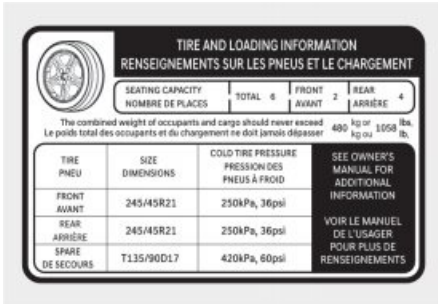 TIRE AND LOADING INFORMATION
RENSEIGNEMENTS SUR LES PNEUS ET LE CHARGEMENT
SEATING CAPACITY
NOMBRE DE PLACES
TOTAL 6
FRONT
AVANT
2
REAR
ARRIÈRE
4
The combined weight of occupants and cargo should never exceed
Le poids total des occupants et du chargement ne doit jamais dépasser
480 kg or 1058 lbs.
kg ou lb.
TIRE
PNEU
SIZE
DIMENSIONS
COLD TIRE PRESSURE
PRESSION DES
PNEUS À FROID
FRONT
AVANT
245/45R21
250kPa, 36psi
REAR
ARRIÈRE
245/45R21
250kPa, 36psi
SPARE
DE SECOURS
T135/90D17
420kPa, 60psi
SEE OWNER'S
MANUAL FOR
ADDITIONAL
INFORMATION
VOIR LE MANUEL
DE L'USAGER
POUR PLUS DE
RENSEIGNEMENTS